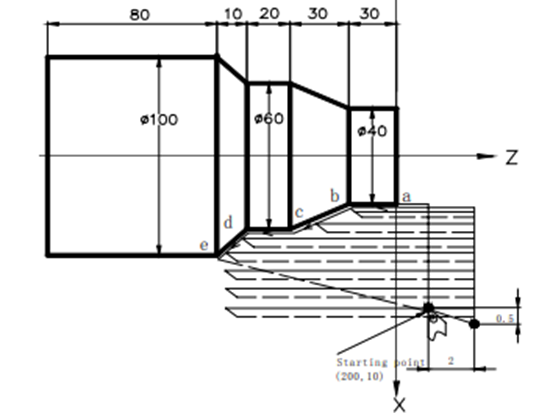 80 10 20 30 30
ø100 ø60 ø40
Z
b a
d c
e
0.5
Starting point 2
(200,10)
X